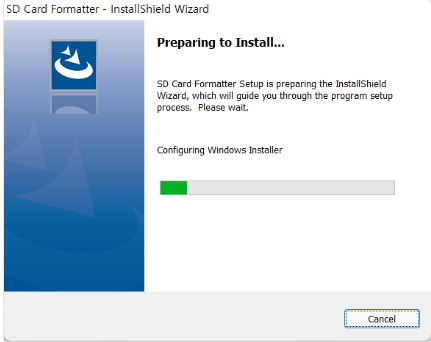 SD Card Formatter - InstallShield Wizard
Preparing to Install...
SD Card Formatter Setup is preparing the InstallShield
Wizard, which will guide you through the program setup
process.  Please wait.
Configuring Windows Installer
Cancel